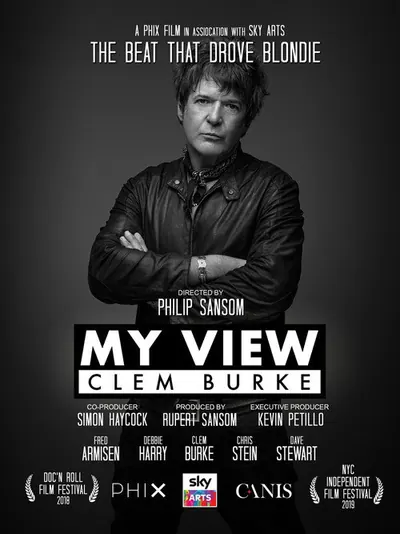 A PHIX FILM IN ASSIOCATION WITH SKY ARTS
THE BEAT THAT DROVE BLONDIE
DIRECTED BY
PHILIP SANSOM
MY VIEW
CLEM BURKE
CO-PRODUCER
SIMON HAYCOCK
PRODUCED BY
RUPERT SANSOM
EXECUTIVE PRODUCER
KEVIN PETILLO
FRED
ARMISEN
DEBBIE
HARRY
CLEM
BURKE
CHRIS
STEIN
DAVE
STEWART
DOC'N ROLL
FILM FESTIVAL
2018
PHIX
sky
ARTS
CANIS
NYC
INDEPENDENT
FILM FESTIVAL
2019